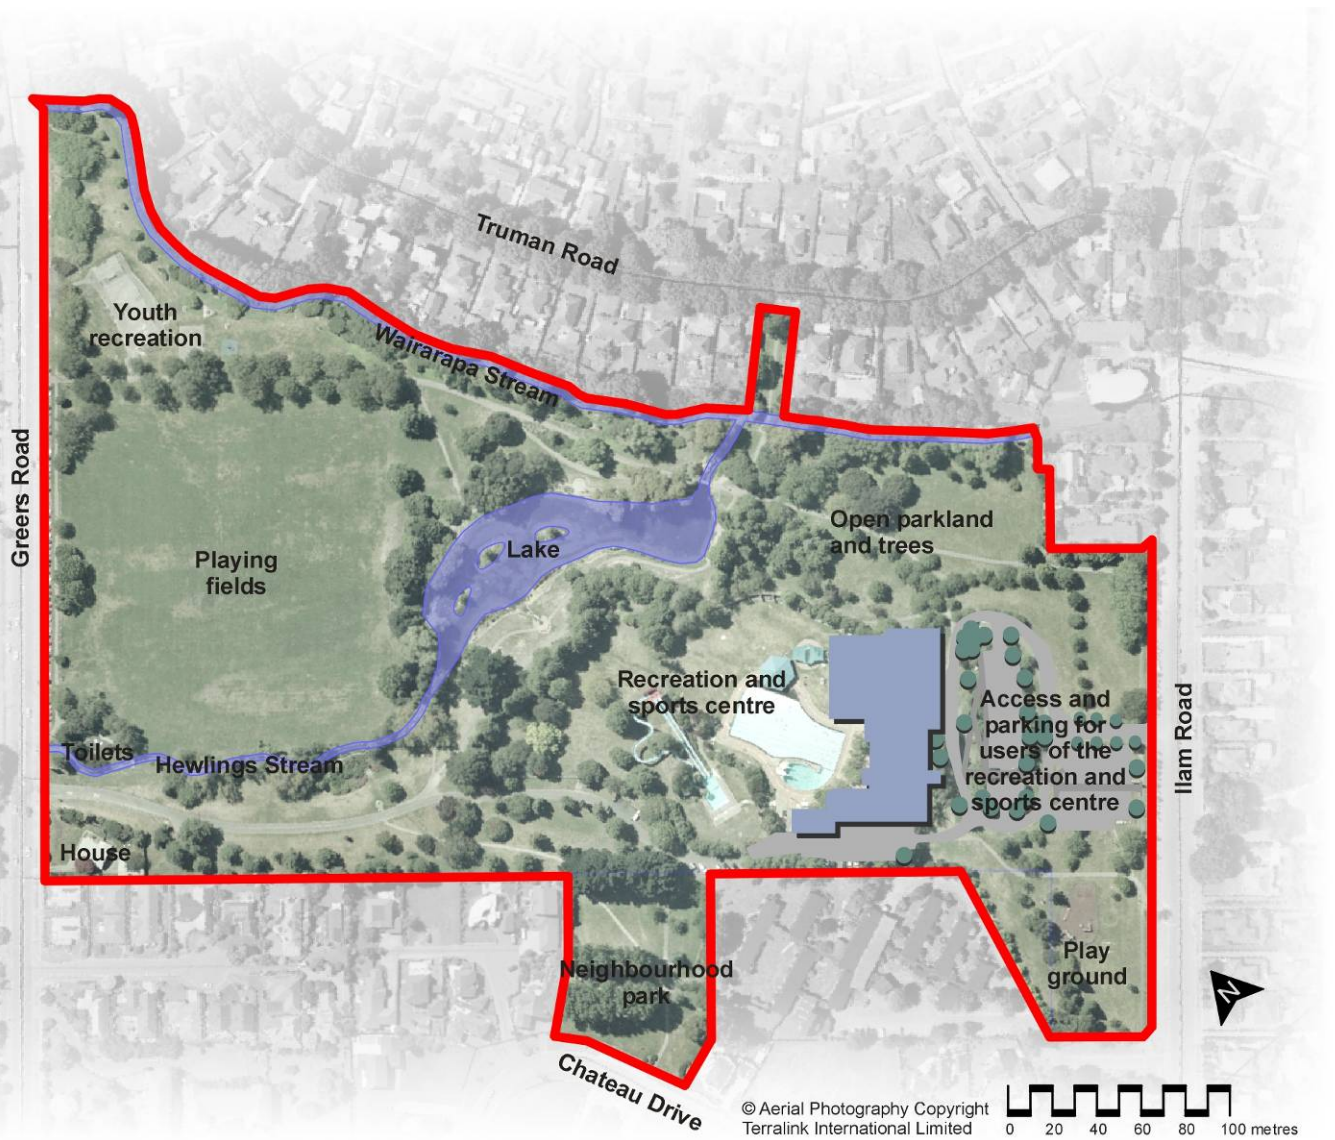 Truman Road
Youth
recreation
Wairarapa Stream
Greers Road
Open parkland
and trees
Lake
Playing
fields
Recreation and
sports centre
Access and
parking for
users of the
recreation and
sports centre
Ilam Road
Toilets
Hewlings Stream
House
Neighbourhood
park
Play
ground
N
Chateau Drive
© Aerial Photography Copyright
Terralink International Limited
0 20 40 60 80 100 metres